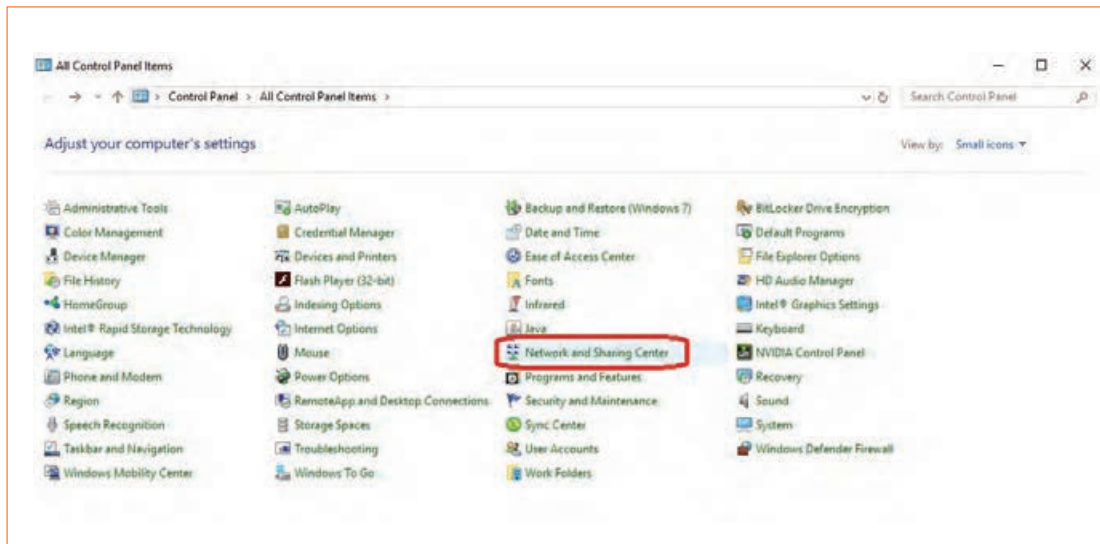 All Control Panel Items
Control Panel > All Control Panel Items >
Search Control Panel
Adjust your computer's settings
View by: Small icons
Administrative Tools
AutoPlay
Backup and Restore (Windows 7)
BitLocker Drive Encryption
Color Management
Credential Manager
Date and Time
Default Programs
Device Manager
Devices and Printers
Ease of Access Center
File Explorer Options
File History
Flash Player (32-bit)
Fonts
HD Audio Manager
HomeGroup
Indexing Options
Infrared
Intel® Graphics Settings
Intel® Rapid Storage Technology
Internet Options
Java
Keyboard
Language
Mouse
Network and Sharing Center
NVIDIA Control Panel
Phone and Modem
Power Options
Programs and Features
Recovery
Region
RemoteApp and Desktop Connections
Security and Maintenance
Sound
Speech Recognition
Storage Spaces
Sync Center
System
Taskbar and Navigation
Troubleshooting
User Accounts
Windows Defender Firewall
Windows Mobility Center
Windows To Go
Work Folders